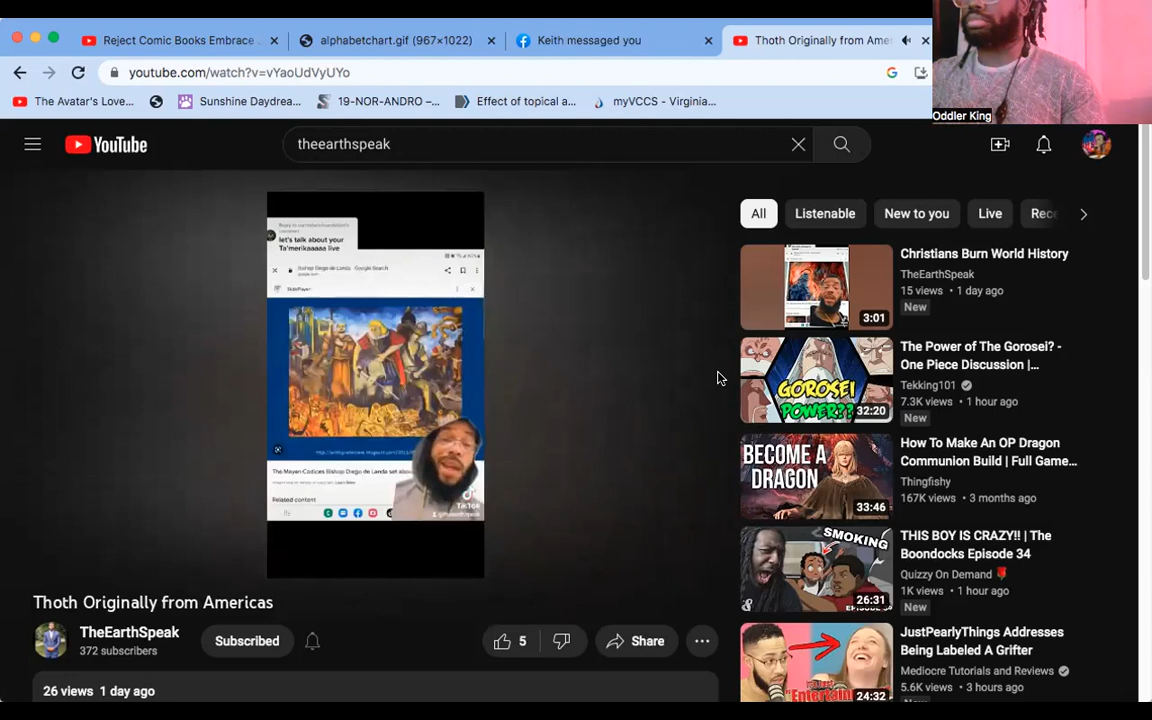 Reject Comic Books Embrace
alphabetchart.gif (967×1022)
Keith messaged you
Thoth Originally from Amer
youtube.com/watch?v=vYaoUdVyUYo
The Avatar's Love...
Sunshine Daydrea...
19-NOR-ANDRO –...
Effect of topical a...
myVCCS - Virginia...
Oddler King
YouTube
theearthspeak
All
Listenable
New to you
Live
Rece
let's talk about your
Ta'merikaaaaa live
Bishop Diego de Landa - Google Search
SlidePlayer
The Mayan Codices Bishop Diego de Landa set
Related content
TikTok
Christians Burn World History
TheEarthSpeak
15 views • 1 day ago
New
3:01
The Power of The Gorosei? -
One Piece Discussion |...
Tekking101
7.3K views • 1 hour ago
New
GOROSEI
POWER??
32:20
How To Make An OP Dragon
Communion Build | Full Game...
Thingfishy
167K views • 3 months ago
BECOME A
DRAGON
33:46
THIS BOY IS CRAZY!! | The
Boondocks Episode 34
Quizzy On Demand 🌹
1K views • 1 hour ago
New
SMOKING
26:31
JustPearlyThings Addresses
Being Labeled A Grifter
Mediocre Tutorials and Reviews
5.6K views • 3 hours ago
24:32
Thoth Originally from Americas
TheEarthSpeak
372 subscribers
Subscribed
5
Share
26 views 1 day ago